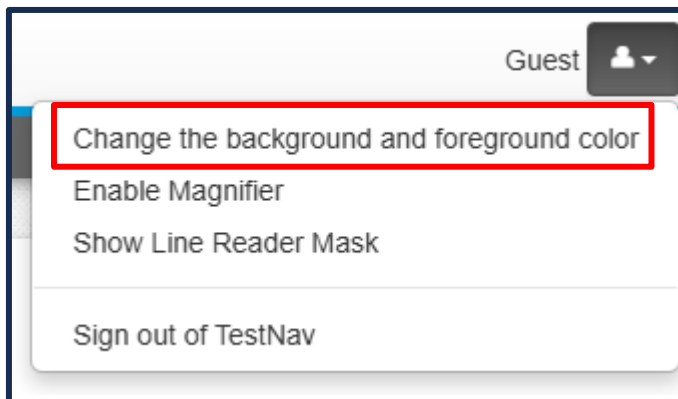 Guest
Change the background and foreground color
Enable Magnifier
Show Line Reader Mask
Sign out of TestNav